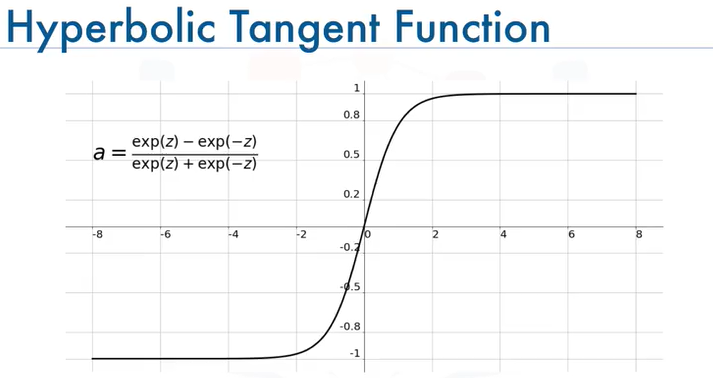 Hyperbolic Tangent Function
1
0.8
a = exp(z) − exp(−z)
exp(z) + exp(−z)
0.5
0.2
-8 -6 -4 -2 0 2 4 6 8
-0.2
-0.5
-0.8
-1